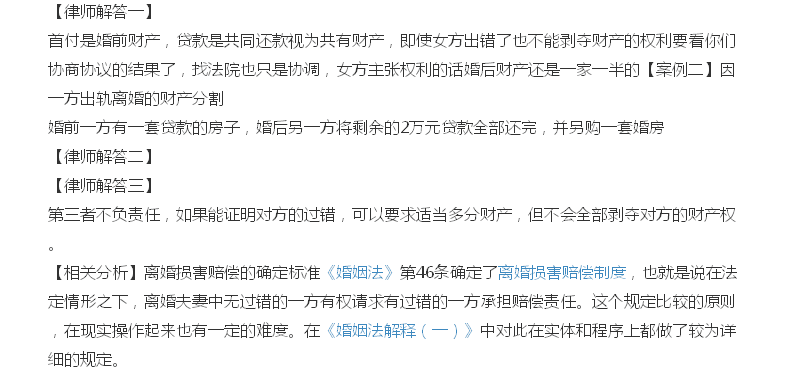 【律师解答一】
首付是婚前财产，贷款是共同还款视为共有财产，即使女方出错了也不能剥夺财产的权利要看你们
协商协议的结果了，找法院也只是协调，女方主张权利的话婚后财产还是一家一半的【案例二】因
一方出轨离婚的财产分割
婚前一方有一套贷款的房子，婚后另一方将剩余的2万元贷款全部还完，并另购一套婚房
【律师解答二】
【律师解答三】
第三者不负责任，如果能证明对方的过错，可以要求适当多分财产，但不会全部剥夺对方的财产权
。
【相关分析】离婚损害赔偿的确定标准《婚姻法》第46条确定了离婚损害赔偿制度，也就是说在法
定情形之下，离婚夫妻中无过错的一方有权请求有过错的一方承担赔偿责任。这个规定比较的原则
，在现实操作起来也有一定的难度。在《婚姻法解释（一）》中对此在实体和程序上都做了较为详
细的规定。